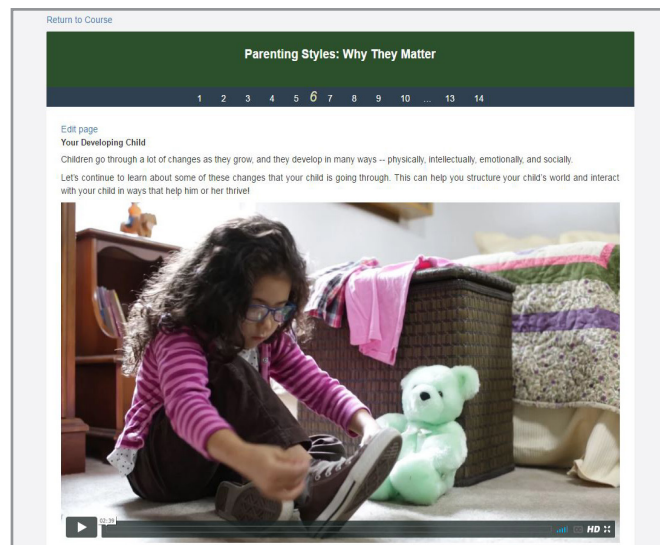 Return to Course
Parenting Styles: Why They Matter
1 2 3 4 5 6 7 8 9 10 ... 13 14
Edit page
Your Developing Child
Children go through a lot of changes as they grow, and they develop in many ways -- physically, intellectually, emotionally, and socially.
Let's continue to learn about some of these changes that your child is going through. This can help you structure your child's world and interact
with your child in ways that help him or her thrive!
02:39
HD